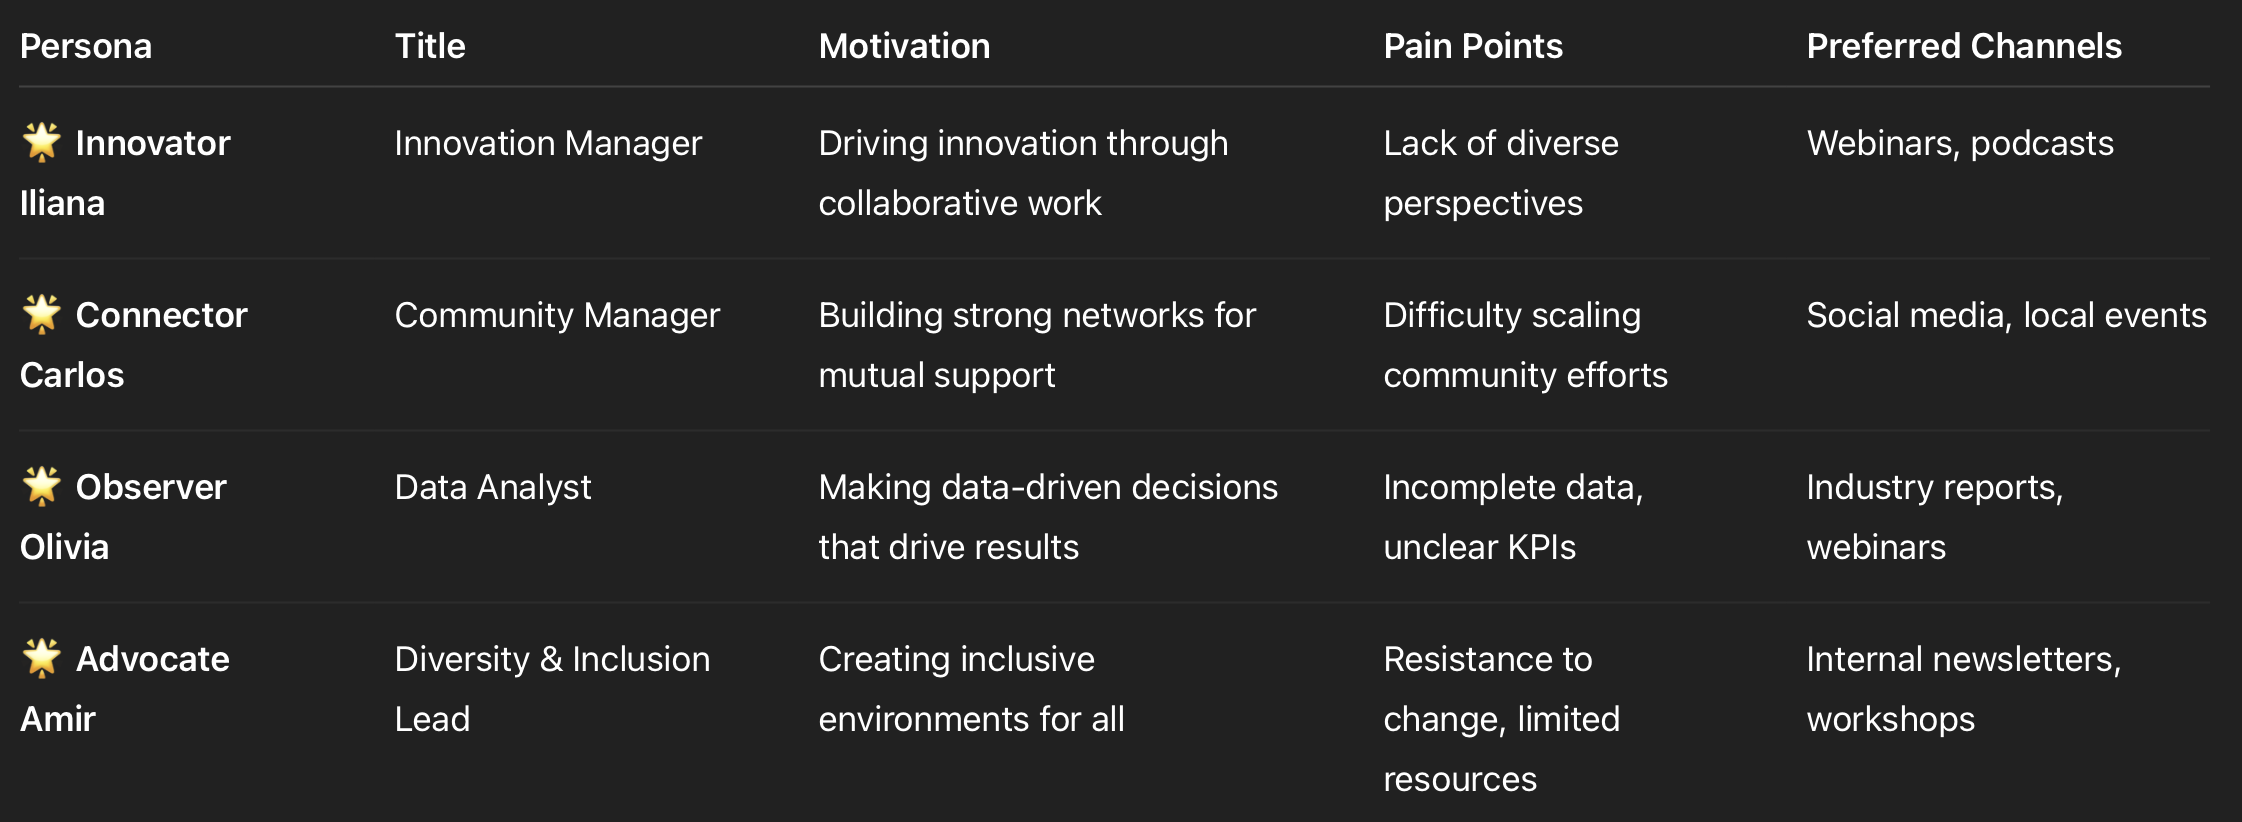 Persona Title Motivation Pain Points Preferred Channels
🌟 Innovator Innovation Manager Driving innovation through Lack of diverse Webinars, podcasts
Iliana collaborative work perspectives
🌟 Connector Community Manager Building strong networks for Difficulty scaling Social media, local events
Carlos mutual support community efforts
🌟 Observer Data Analyst Making data-driven decisions Incomplete data, Industry reports,
Olivia that drive results unclear KPIs webinars
🌟 Advocate Diversity & Inclusion Creating inclusive Resistance to Internal newsletters,
Amir Lead environments for all change, limited workshops
resources